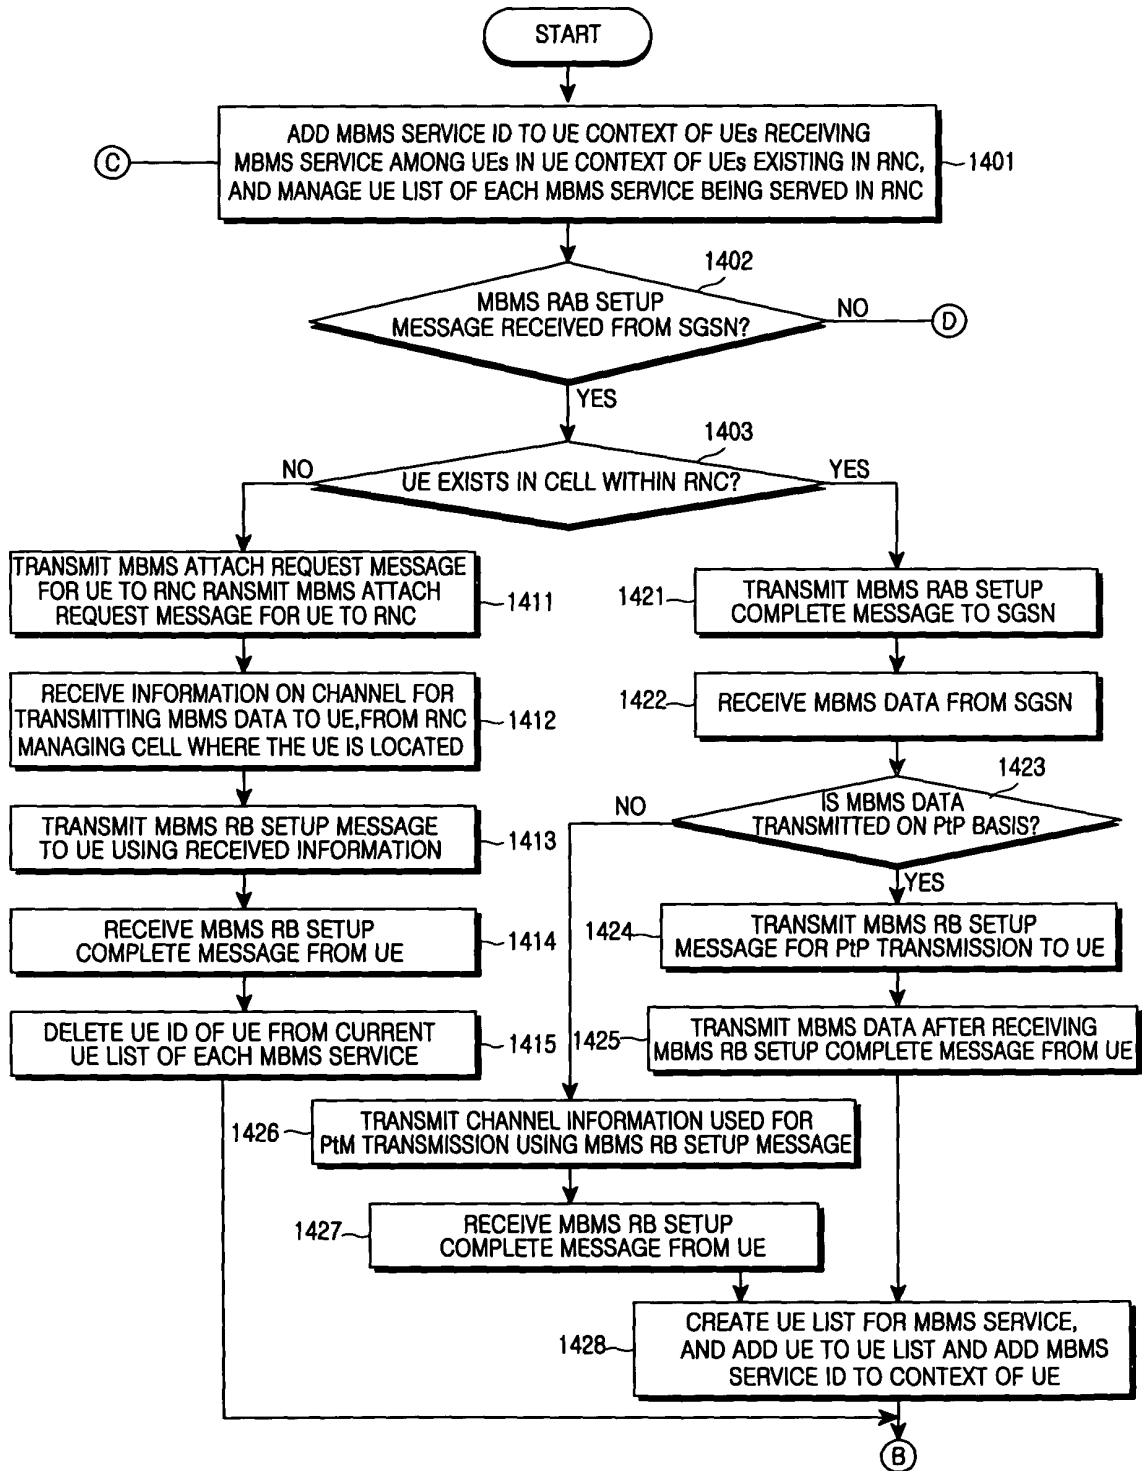 START
ADD MBMS SERVICE ID TO UE CONTEXT OF UEs RECEIVING
MBMS SERVICE AMONG UEs IN UE CONTEXT OF UEs EXISTING IN RNC,
AND MANAGE UE LIST OF EACH MBMS SERVICE BEING SERVED IN RNC
C
1401
1402
MBMS RAB SETUP
MESSAGE RECEIVED FROM SGSN?
NO
D
YES
1403
NO
UE EXISTS IN CELL WITHIN RNC?
YES
TRANSMIT MBMS ATTACH REQUEST MESSAGE
FOR UE TO RNC RANSMIT MBMS ATTACH
REQUEST MESSAGE FOR UE TO RNC
1411
1421
TRANSMIT MBMS RAB SETUP
COMPLETE MESSAGE TO SGSN
RECEIVE INFORMATION ON CHANNEL FOR
TRANSMITTING MBMS DATA TO UE,FROM RNC
MANAGING CELL WHERE THE UE IS LOCATED
1412
1422
RECEIVE MBMS DATA FROM SGSN
1423
NO
IS MBMS DATA
TRANSMITTED ON PtP BASIS?
YES
TRANSMIT MBMS RB SETUP MESSAGE
TO UE USING RECEIVED INFORMATION
1413
RECEIVE MBMS RB SETUP
COMPLETE MESSAGE FROM UE
1414
1424
TRANSMIT MBMS RB SETUP
MESSAGE FOR PtP TRANSMISSION TO UE
DELETE UE ID OF UE FROM CURRENT
UE LIST OF EACH MBMS SERVICE
1415
1425
TRANSMIT MBMS DATA AFTER RECEIVING
MBMS RB SETUP COMPLETE MESSAGE FROM UE
1426
TRANSMIT CHANNEL INFORMATION USED FOR
PtM TRANSMISSION USING MBMS RB SETUP MESSAGE
1427
RECEIVE MBMS RB SETUP
COMPLETE MESSAGE FROM UE
1428
CREATE UE LIST FOR MBMS SERVICE,
AND ADD UE TO UE LIST AND ADD MBMS
SERVICE ID TO CONTEXT OF UE
B